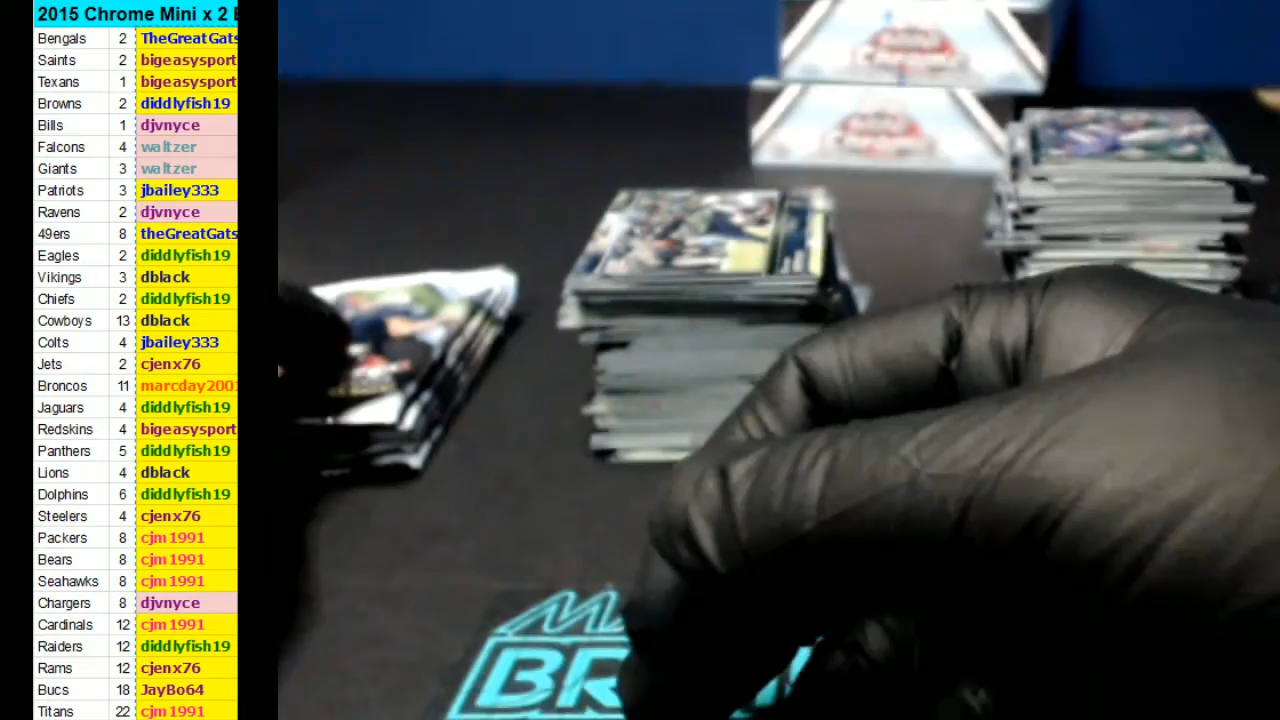 2015 Chrome Mini x 2 B
Bengals 2 TheGreatGats
Saints 2 bigeasysport
Texans 1 bigeasysport
Browns 2 diddlyfish19
Bills 1 djvnyce
Falcons 4 waltzer
Giants 3 waltzer
Patriots 3 jbailey333
Ravens 2 djvnyce
49ers 8 theGreatGats
Eagles 2 diddlyfish19
Vikings 3 dblack
Chiefs 2 diddlyfish19
Cowboys 13 dblack
Colts 4 jbailey333
Jets 2 cjenx76
Broncos 11 marcday2001
Jaguars 4 diddlyfish19
Redskins 4 bigeasysport
Panthers 5 diddlyfish19
Lions 4 dblack
Dolphins 6 diddlyfish19
Steelers 4 cjenx76
Packers 8 cjm1991
Bears 8 cjm1991
Seahawks 8 cjm1991
Chargers 8 djvnyce
Cardinals 12 cjm1991
Raiders 12 diddlyfish19
Rams 12 cjenx76
Bucs 18 JayBo64
Titans 22 cjm1991
MA
BR